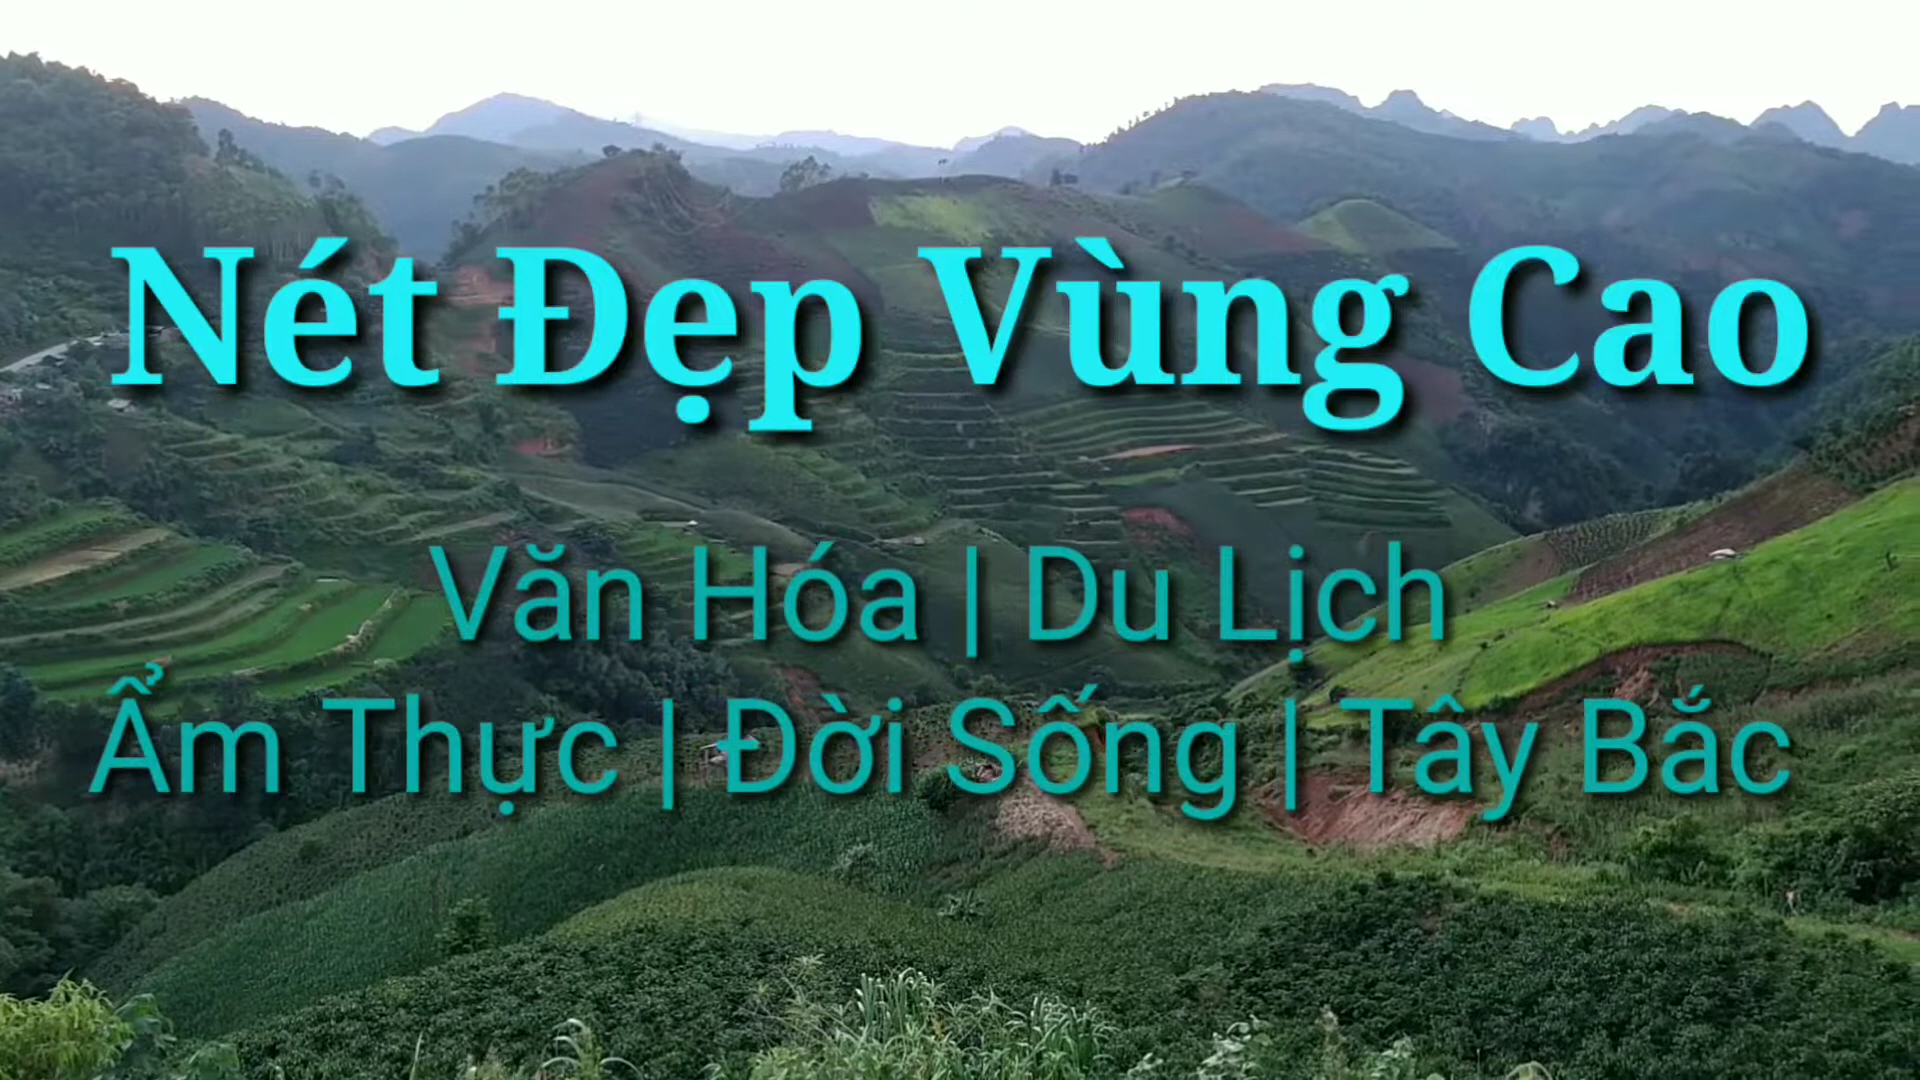 Nét Đẹp Vùng Cao
Văn Hóa | Du Lịch
Ẩm Thực | Đời Sống | Tây Bắc